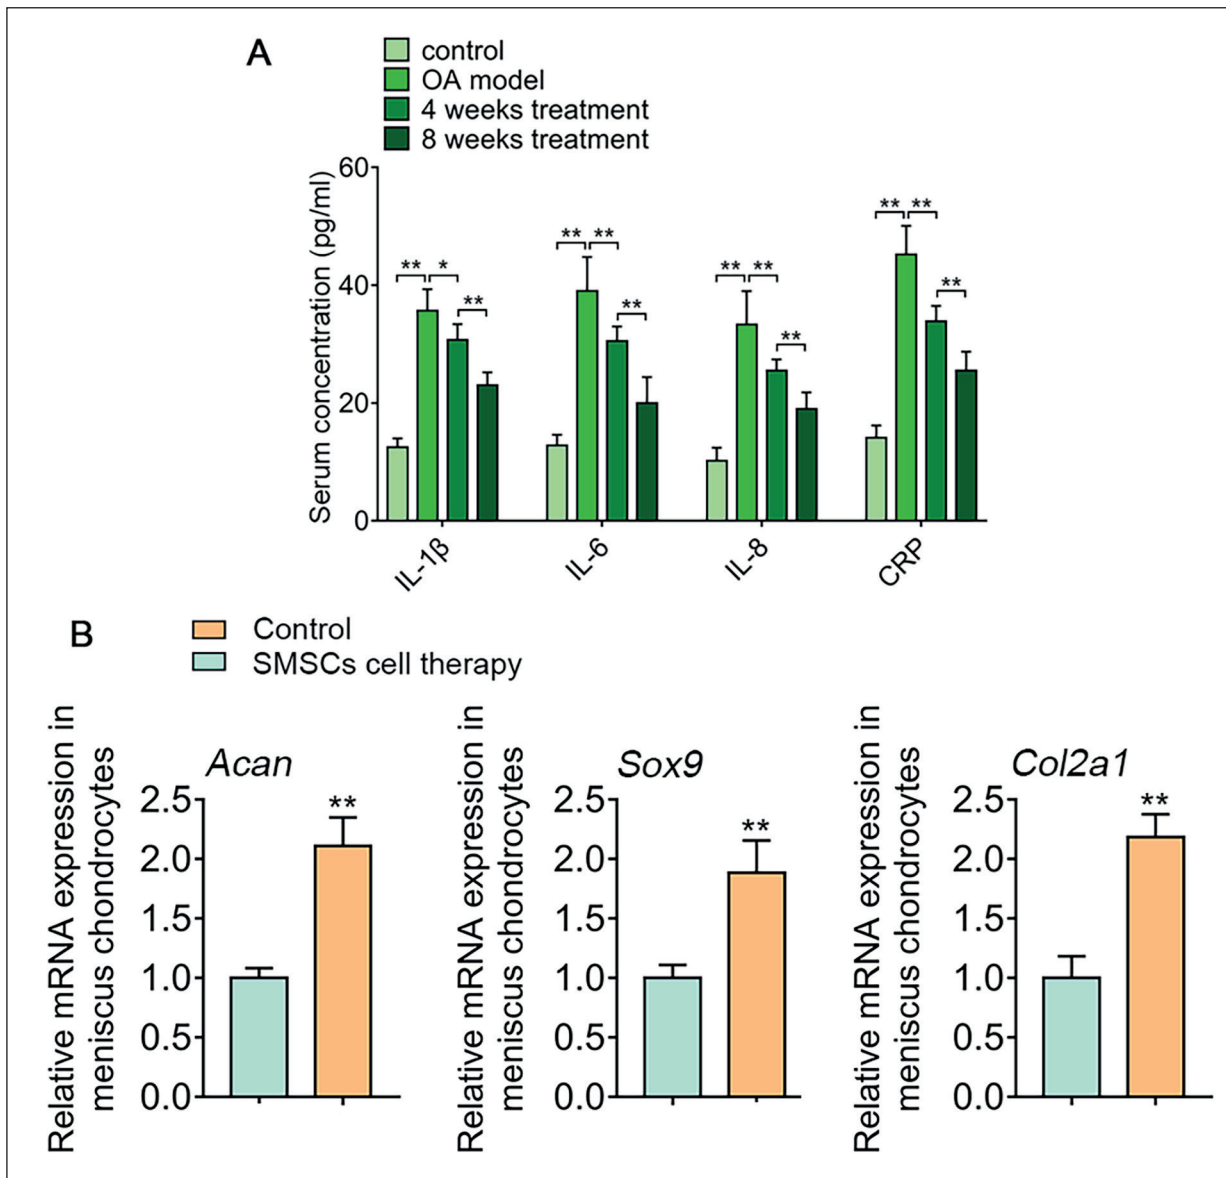 A
control
OA model
4 weeks treatment
8 weeks treatment
Serum concentration (pg/ml)
60
40
20
0
** * **
** ** **
** ** **
** ** **
IL-1β IL-6 IL-8 CRP
B
Control
SMSCs cell therapy
Relative mRNA expression in
meniscus chondrocytes
Acan
2.5
2.0
1.5
1.0
0.5
0.0
**
Relative mRNA expression in
meniscus chondrocytes
Sox9
2.5
2.0
1.5
1.0
0.5
0.0
**
Relative mRNA expression in
meniscus chondrocytes
Col2a1
2.5
2.0
1.5
1.0
0.5
0.0
**